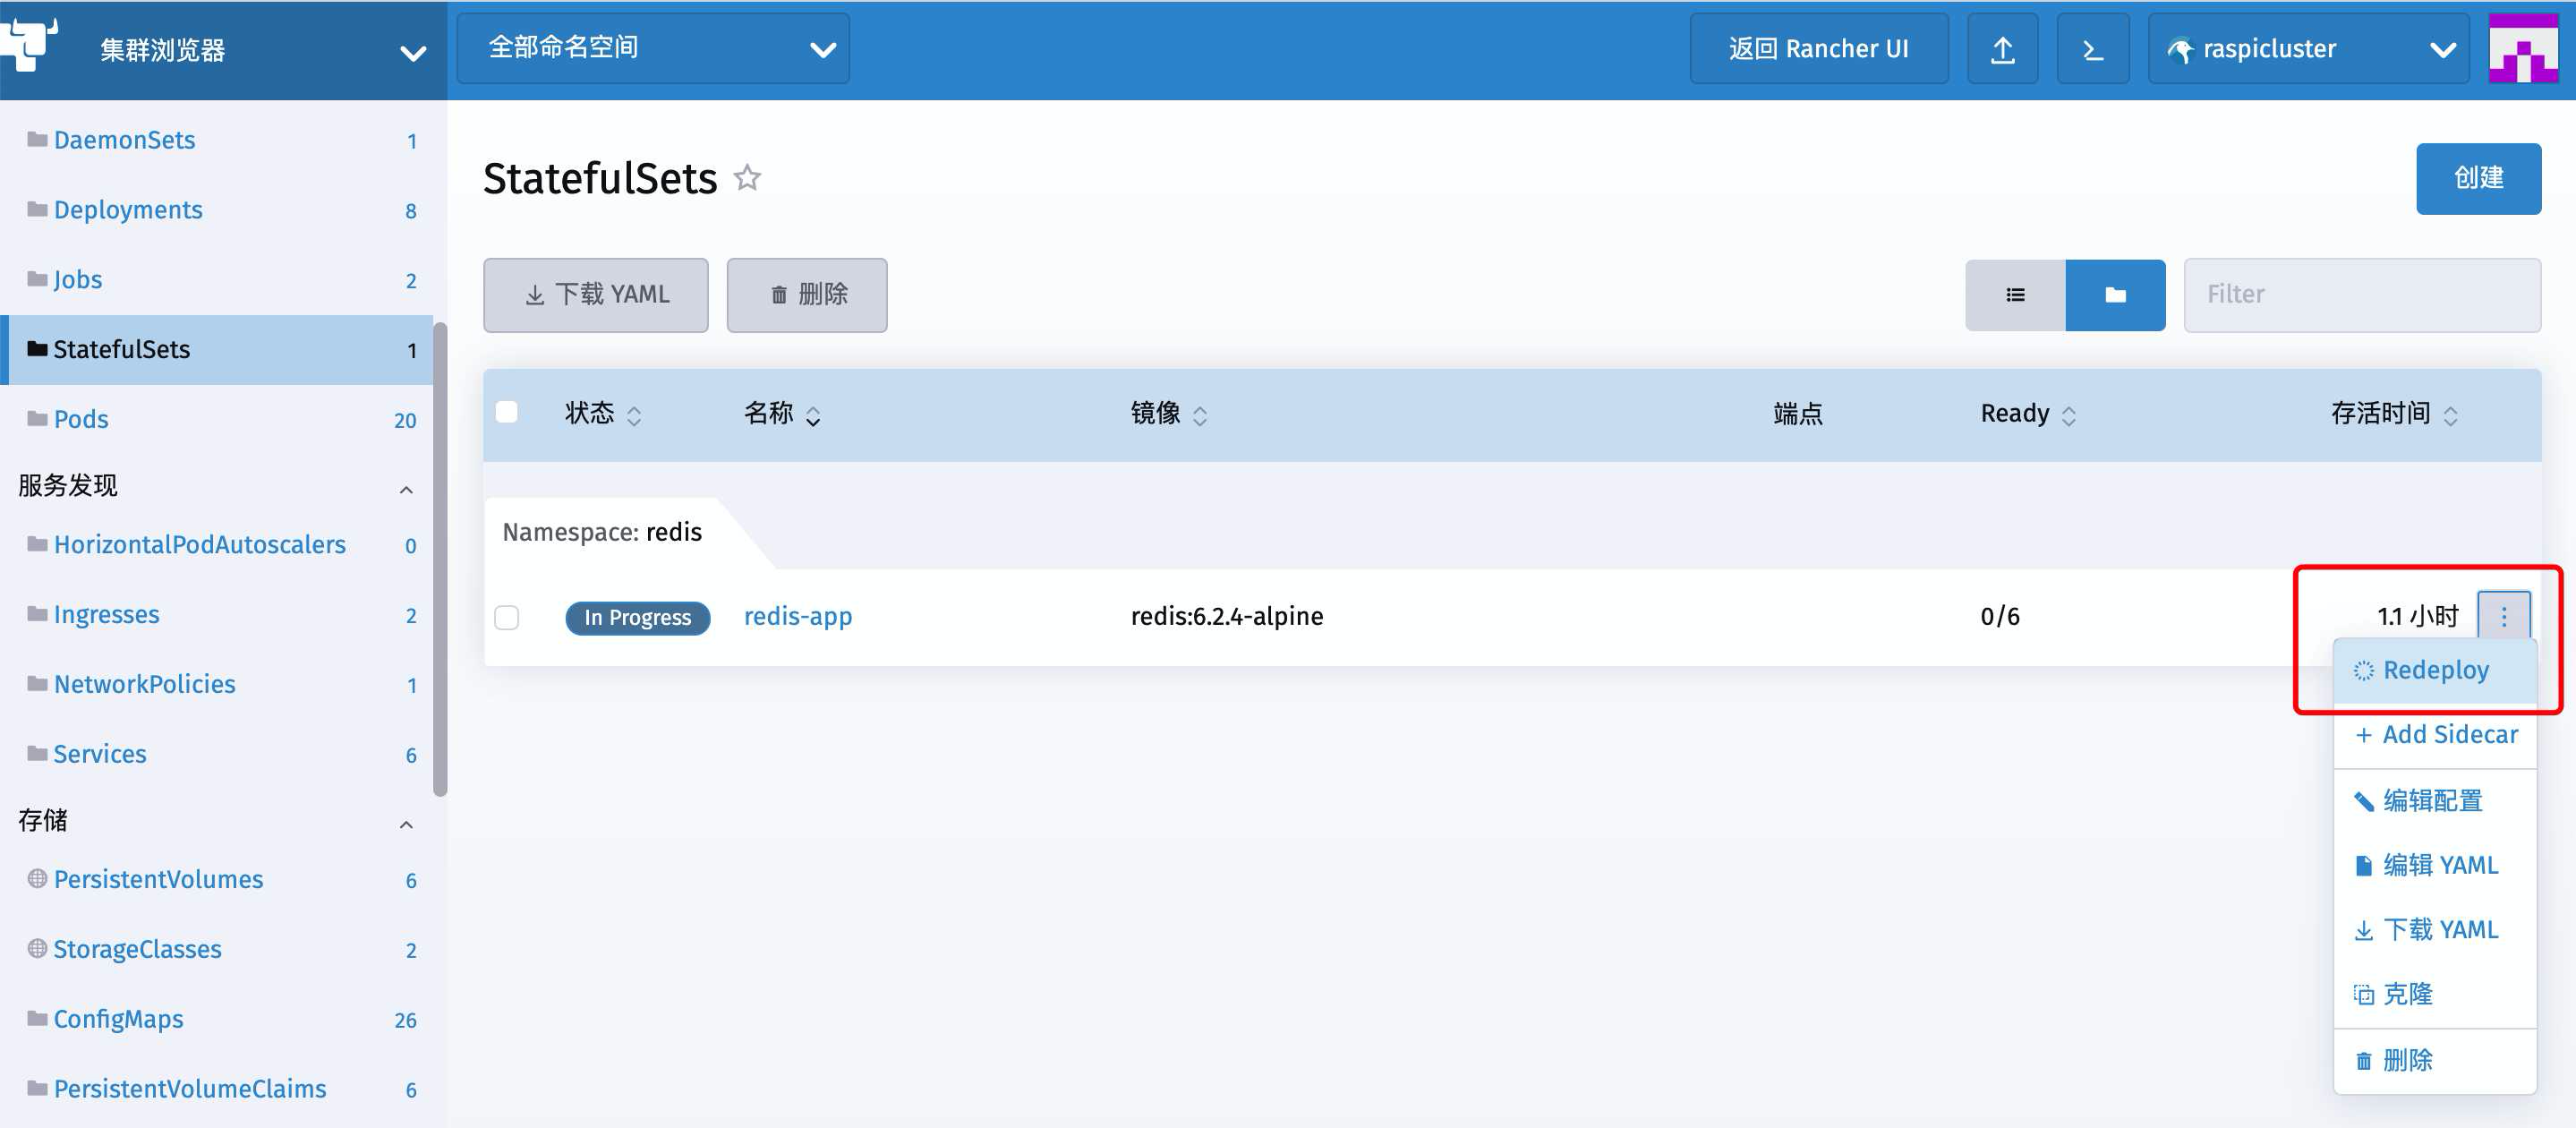 集群浏览器
全部命名空间
返回 Rancher UI
raspicluster
DaemonSets 1
Deployments 8
Jobs 2
StatefulSets 1
Pods 20
服务发现
HorizontalPodAutoscalers 0
Ingresses 2
NetworkPolicies 1
Services 6
存储
PersistentVolumes 6
StorageClasses 2
ConfigMaps 26
PersistentVolumeClaims 6
StatefulSets
创建
下载 YAML
删除
Filter
状态 名称 镜像 端点 Ready 存活时间
Namespace: redis
In Progress redis-app redis:6.2.4-alpine 0/6 1.1 小时
Redeploy
+ Add Sidecar
编辑配置
编辑 YAML
下载 YAML
克隆
删除